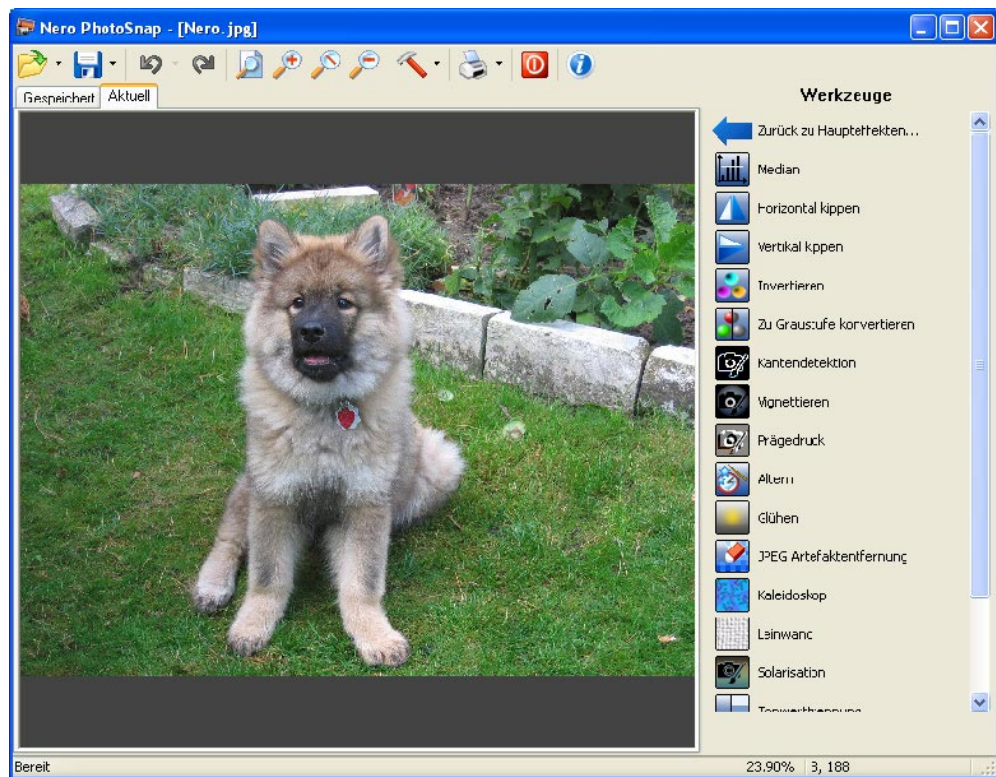 Nero PhotoSnap - [Nero.jpg]
Gespeichert Aktuell
Werkzeuge
Zurück zu Haupteffekten...
Median
Horizontal kippen
Vertikal kippen
Invertieren
Zu Graustufe konvertieren
Kantendetektion
Vignettieren
Prägedruck
Altern
Glühen
JPEG Artefaktentfernung
Kaleidoskop
Leinwand
Solarisation
Tonwerttrennung
Bereit 23.90% 3, 188